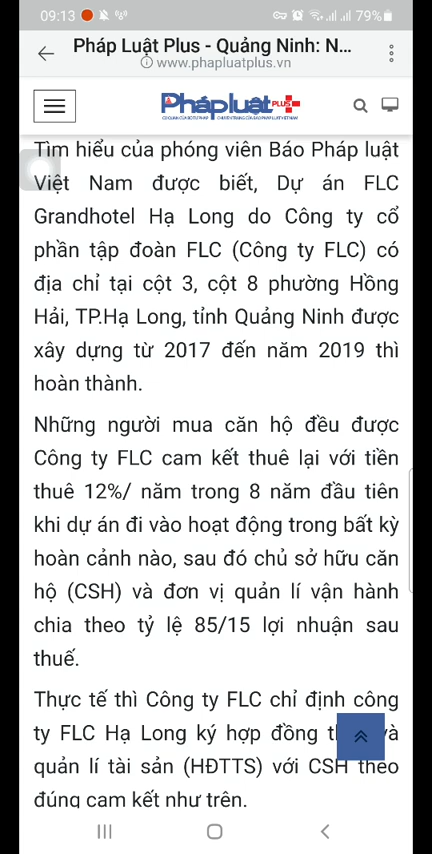 09:13
79%
Pháp Luật Plus - Quảng Ninh: N...
www.phapluatplus.vn
Phápluật PLUS
Tìm hiểu của phóng viên Báo Pháp luật
Việt Nam được biết, Dự án FLC
Grandhotel Hạ Long do Công ty cổ
phần tập đoàn FLC (Công ty FLC) có
địa chỉ tại cột 3, cột 8 phường Hồng
Hải, TP.Hạ Long, tỉnh Quảng Ninh được
xây dựng từ 2017 đến năm 2019 thì
hoàn thành.
Những người mua căn hộ đều được
Công ty FLC cam kết thuê lại với tiền
thuê 12%/ năm trong 8 năm đầu tiên
khi dự án đi vào hoạt động trong bất kỳ
hoàn cảnh nào, sau đó chủ sở hữu căn
hộ (CSH) và đơn vị quản lí vận hành
chia theo tỷ lệ 85/15 lợi nhuận sau
thuế.
Thực tế thì Công ty FLC chỉ định công
ty FLC Hạ Long ký hợp đồng
quản lí tài sản (HĐTTS) với CSH theo
đúng cam kết như trên.